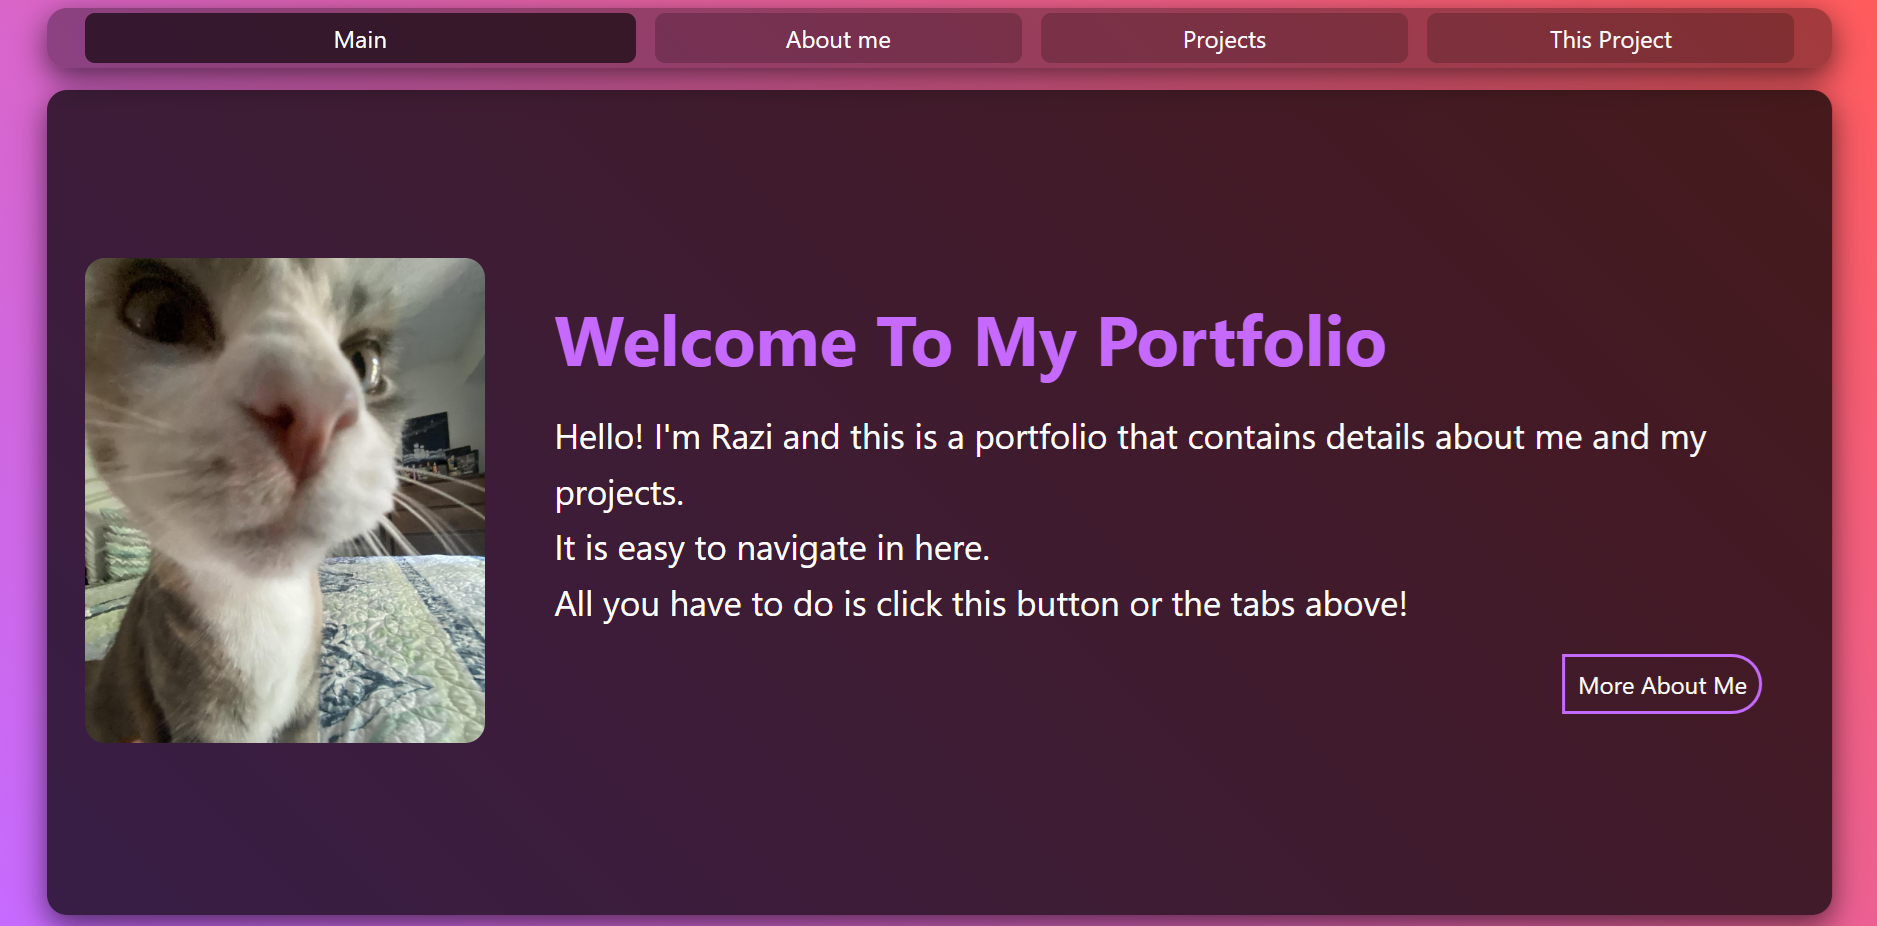 Main
About me
Projects
This Project
Welcome To My Portfolio
Hello! I'm Razi and this is a portfolio that contains details about me and my
projects.
It is easy to navigate in here.
All you have to do is click this button or the tabs above!
More About Me